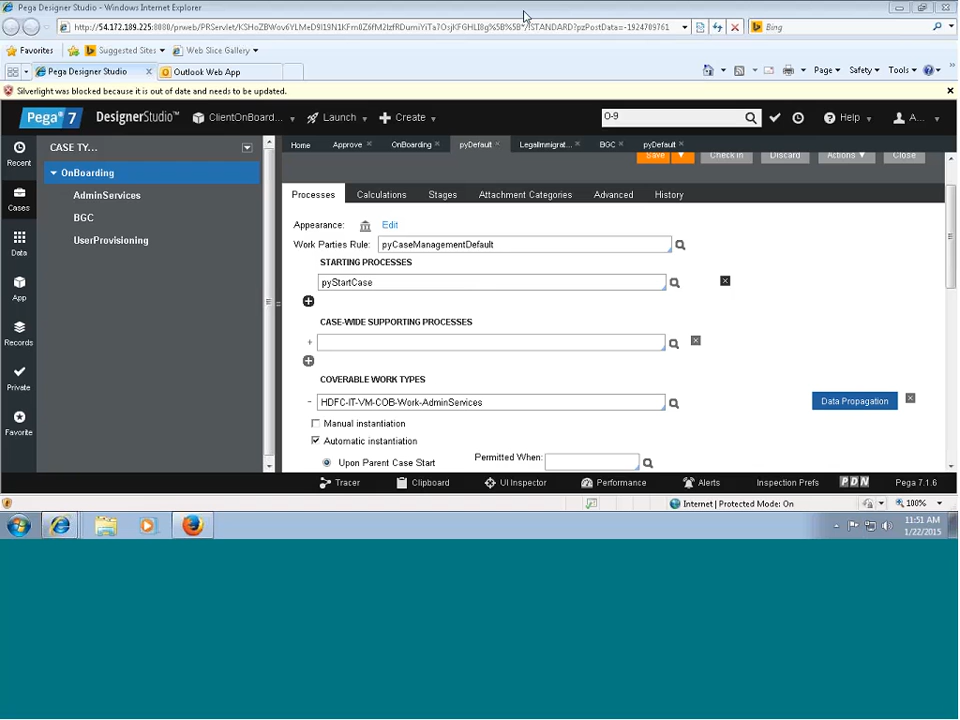 Pega Designer Studio - Windows Internet Explorer
Bing
Favorites Suggested Sites Web Slice Gallery
Pega Designer Studio Outlook Web App Page Safety Tools
Silverlight was blocked because it is out of date and needs to be updated.
Pega 7 DesignerStudio™ ClientOnBoard... Launch Create O-9 Help A...
Recent CASE TY... Home Approve OnBoarding pyDefault LegalImmigrat... BGC pyDefault
Save Check in Discard Actions Close
OnBoarding
Cases AdminServices Processes Calculations Stages Attachment Categories Advanced History
BGC
Appearance: Edit
UserProvisioning Work Parties Rule: pyCaseManagementDefault
Data
STARTING PROCESSES
pyStartCase
App
CASE-WIDE SUPPORTING PROCESSES
Records
COVERABLE WORK TYPES
Private
HDFC-IT-VM-COB-Work-AdminServices Data Propagation
Manual instantiation
Favorite
Automatic instantiation
Upon Parent Case Start Permitted When:
Tracer Clipboard UI Inspector Performance Alerts Inspection Prefs PDN Pega 7.1.6
Internet | Protected Mode: On 100%
11:51 AM
1/22/2015